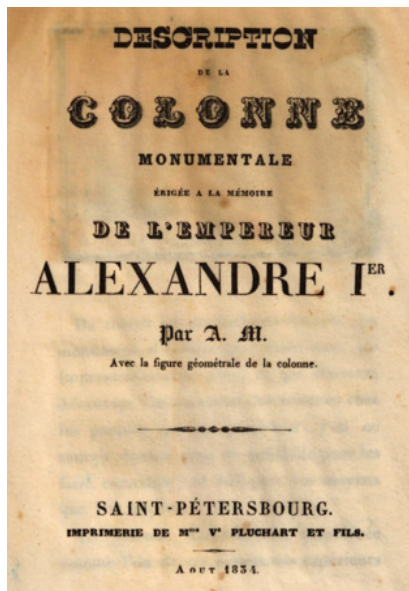 DESCRIPTION
DE LA
COLONNE
MONUMENTALE
ÉRIGÉE A LA MÉMOIRE
DE L'EMPEREUR
ALEXANDRE Iᴱᴿ.
Par A. M.
Avec la figure géométrale de la colonne.
SAINT-PÉTERSBOURG.
IMPRIMERIE DE Mᵐᵉ Vᵉ PLUCHART ET FILS.
AOUT 1834.